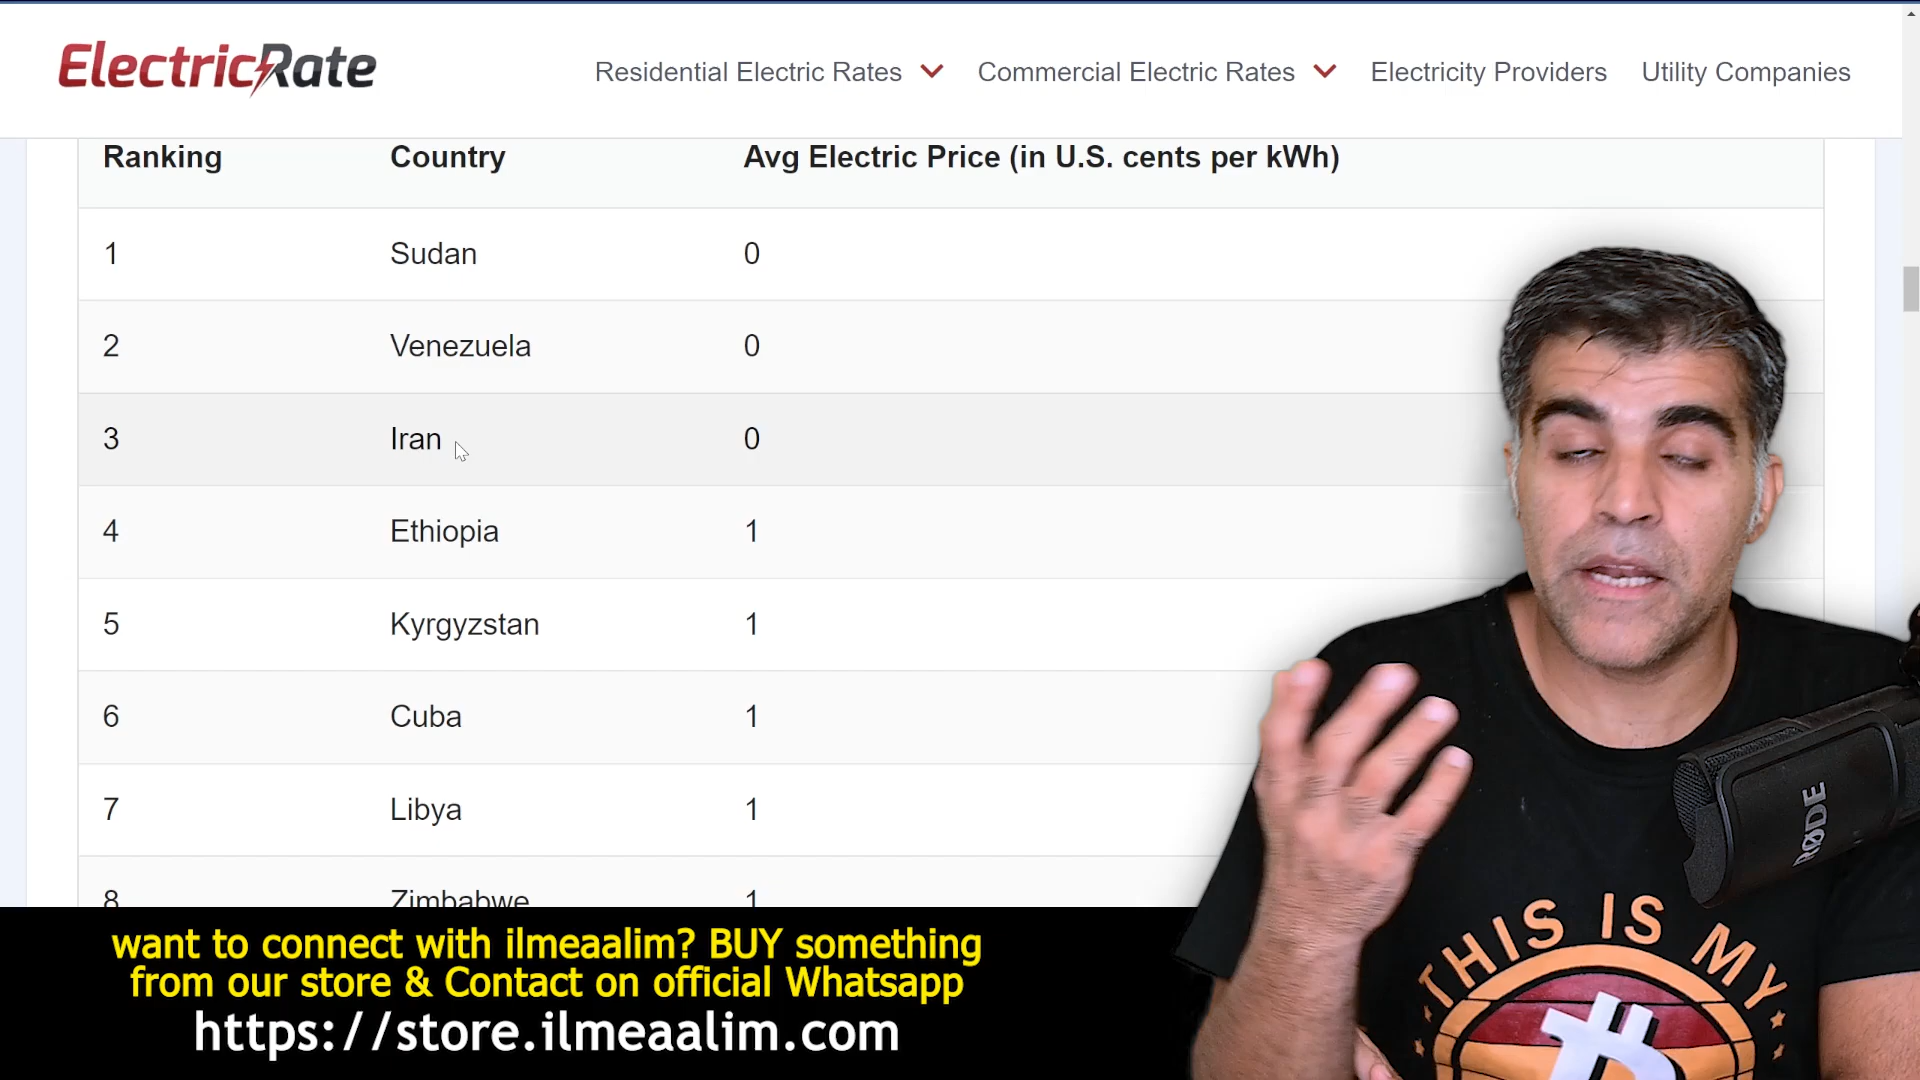 ElectricRate
Residential Electric Rates
Commercial Electric Rates
Electricity Providers
Utility Companies
Ranking Country Avg Electric Price (in U.S. cents per kWh)
1 Sudan 0
2 Venezuela 0
3 Iran 0
4 Ethiopia 1
5 Kyrgyzstan 1
6 Cuba 1
7 Libya 1
8 Zimbabwe 1
want to connect with ilmeaalim? BUY something
from our store & Contact on official Whatsapp
https://store.ilmeaalim.com
RØDE
THIS IS MY